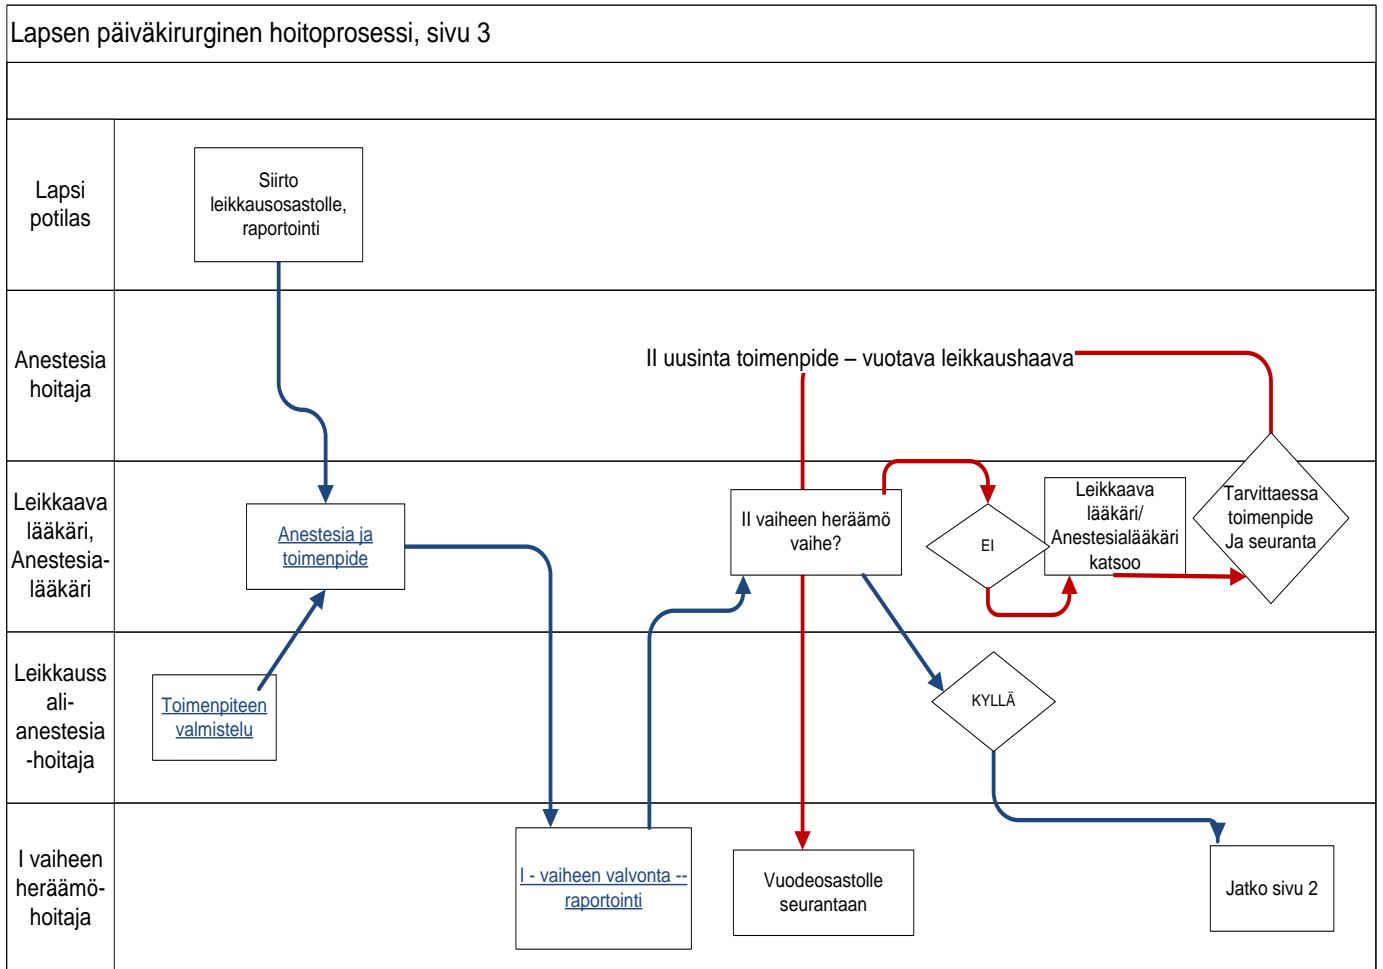 Lapsen päiväkirurginen hoitoprosessi, sivu 3
Lapsi
potilas
Siirto
leikkausosastolle,
raportointi
Anestesia
hoitaja
II uusinta toimenpide – vuotava leikkaushaava
Leikkaava
lääkäri,
Anestesia-
lääkäri
Anestesia ja
toimenpide
II vaiheen heräämö
vaihe?
EI
Leikkaava
lääkäri/
Anestesialääkäri
katsoo
Tarvittaessa
toimenpide
Ja seuranta
Leikkauss
ali-
anestesia
-hoitaja
Toimenpiteen
valmistelu
KYLLÄ
I vaiheen
heräämö-
hoitaja
I - vaiheen valvonta --
raportointi
Vuodeosastolle
seurantaan
Jatko sivu 2